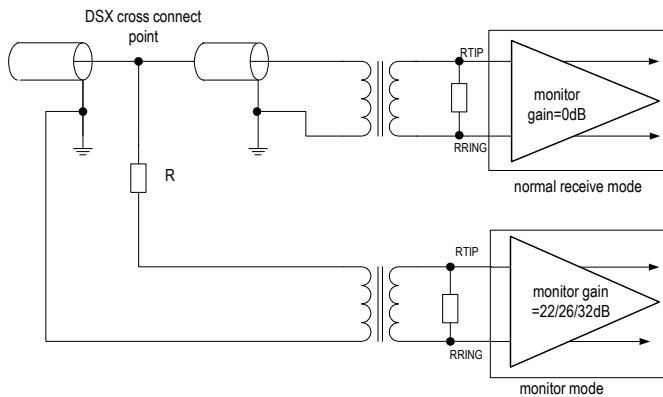 DSX cross connect
point
RTIP
monitor
gain=0dB
RRING
normal receive mode
R
RTIP
monitor gain
=22/26/32dB
RRING
monitor mode